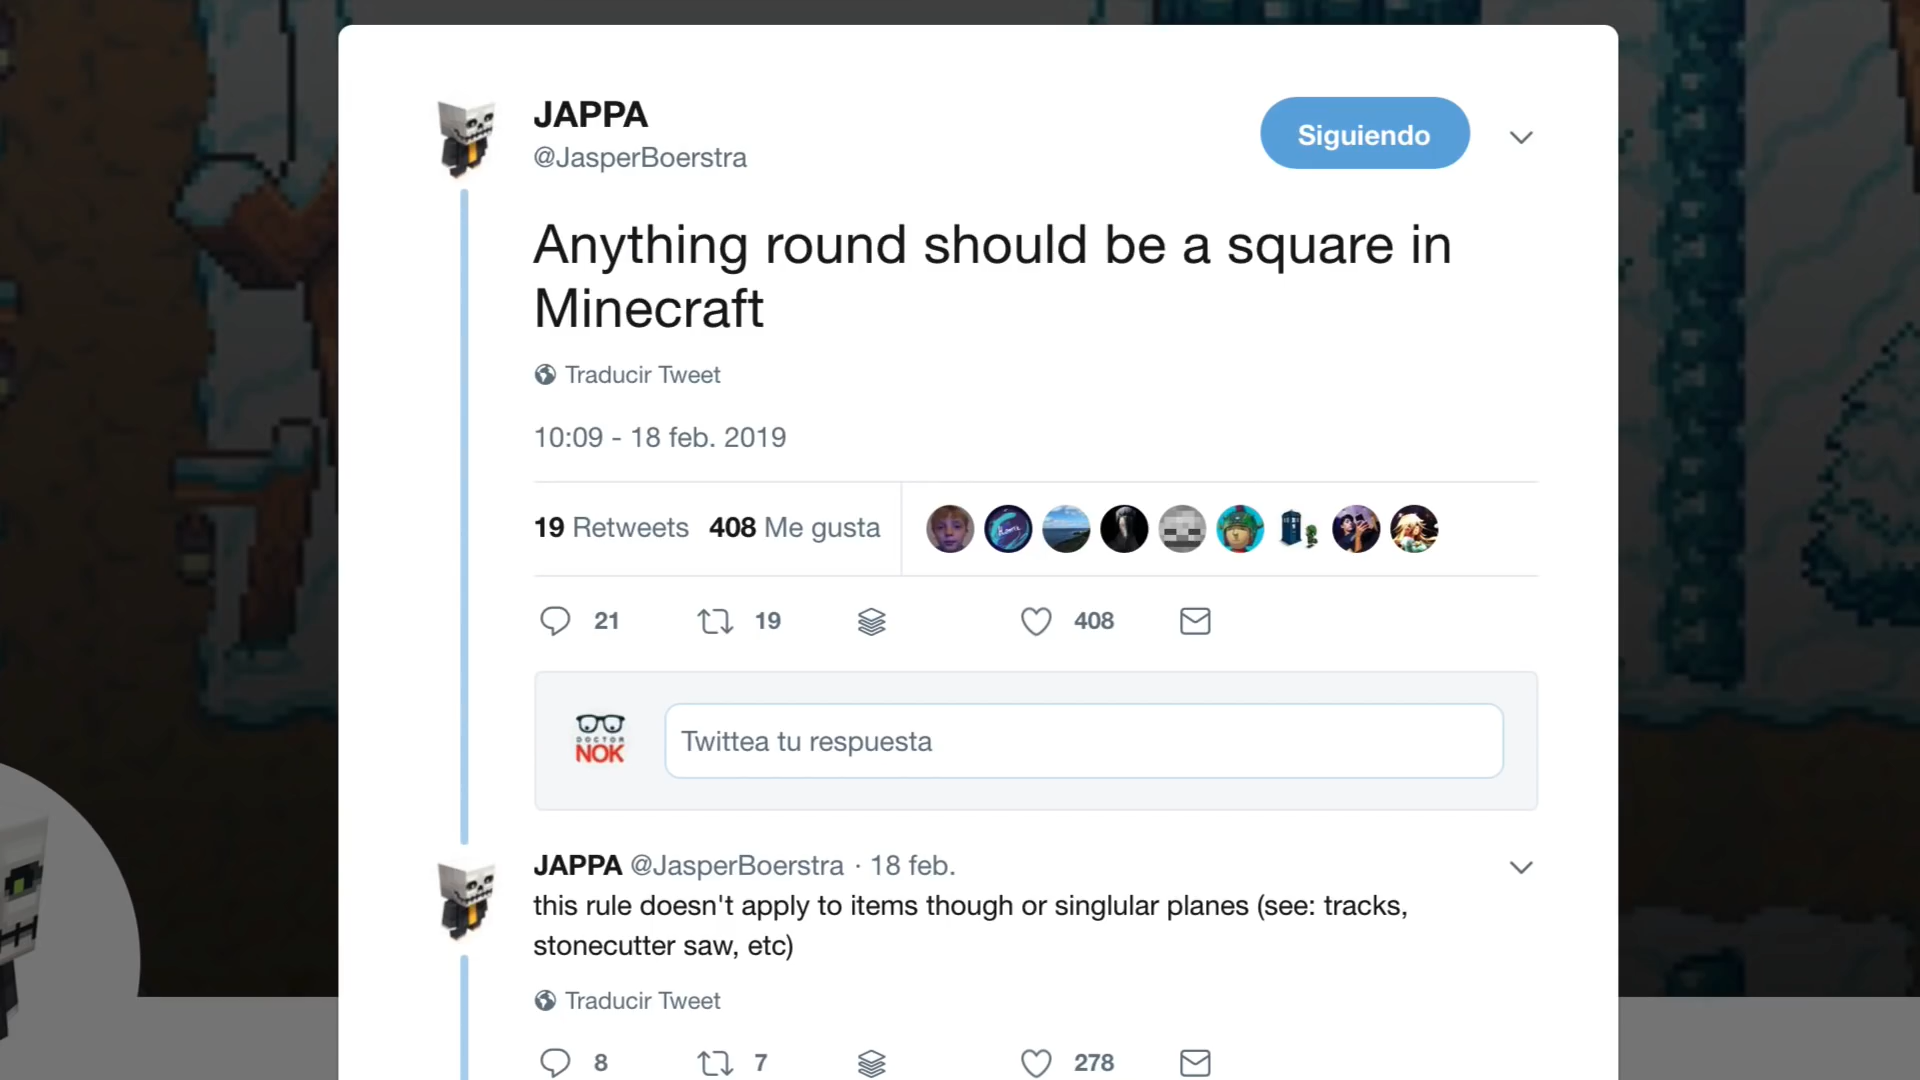 JAPPA
@JasperBoerstra
Siguiendo
Anything round should be a square in
Minecraft
Traducir Tweet
10:09 - 18 feb. 2019
19 Retweets 408 Me gusta
21 19 408
DOCTOR
NOK
Twittea tu respuesta
JAPPA @JasperBoerstra · 18 feb.
this rule doesn't apply to items though or singlular planes (see: tracks,
stonecutter saw, etc)
Traducir Tweet
8 7 278